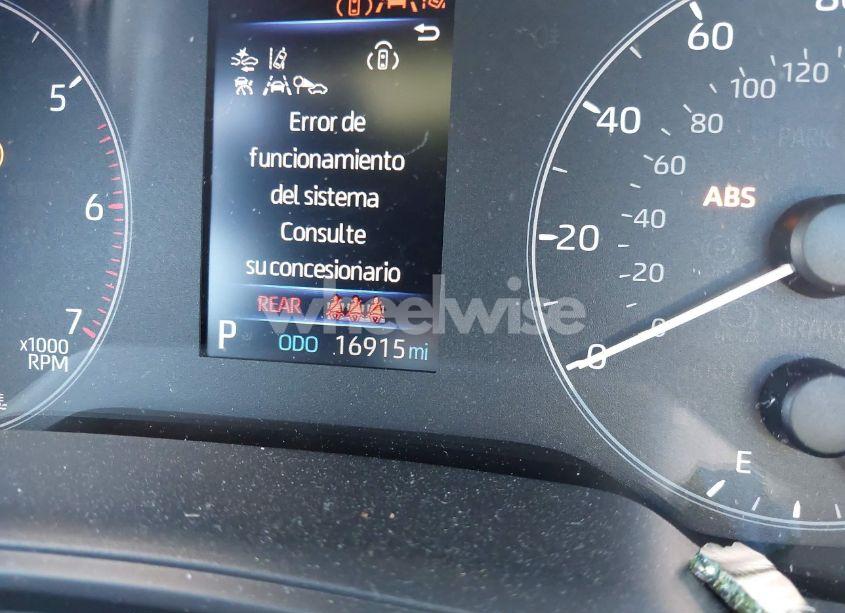 5
6
7
x1000
RPM
Error de
funcionamiento
del sistema
Consulte
su concesionario
REAR
wheelwise
P ODO 16915 mi
60
40
20
0
120
100
80
60
40
20
0
ABS
E